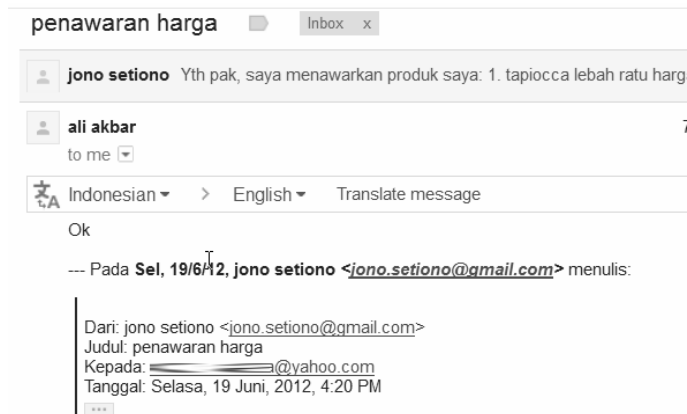 penawaran harga Inbox x
jono setiono Yth pak, saya menawarkan produk saya: 1. tapiocca lebah ratu harg
ali akbar 7
to me
Indonesian > English Translate message
Ok
--- Pada Sel, 19/6/12, jono setiono <jono.setiono@gmail.com> menulis:
Dari: jono setiono <jono.setiono@gmail.com>
Judul: penawaran harga
Kepada: @yahoo.com
Tanggal: Selasa, 19 Juni, 2012, 4:20 PM